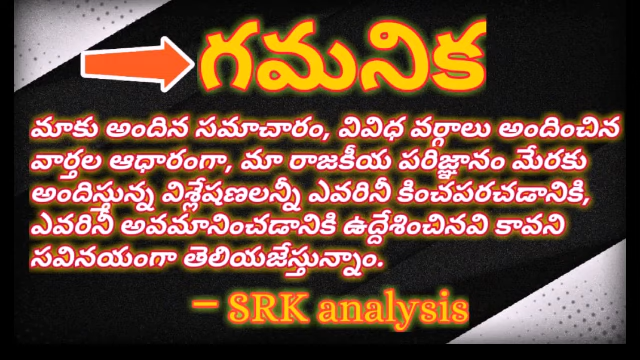 గమనిక
మాకు అందిన సమాచారం, వివిధ వర్గాలు అందించిన
వార్తల ఆధారంగా, మా రాజకీయ పరిజ్ఞానం మేరకు
అందిస్తున్న విశ్లేషణలన్నీ ఎవరినీ కించపరచడానికి,
ఎవరినీ అవమానించడానికి ఉద్దేశించినవి కావని
సవినయంగా తెలియజేస్తున్నాం.
– SRK analysis